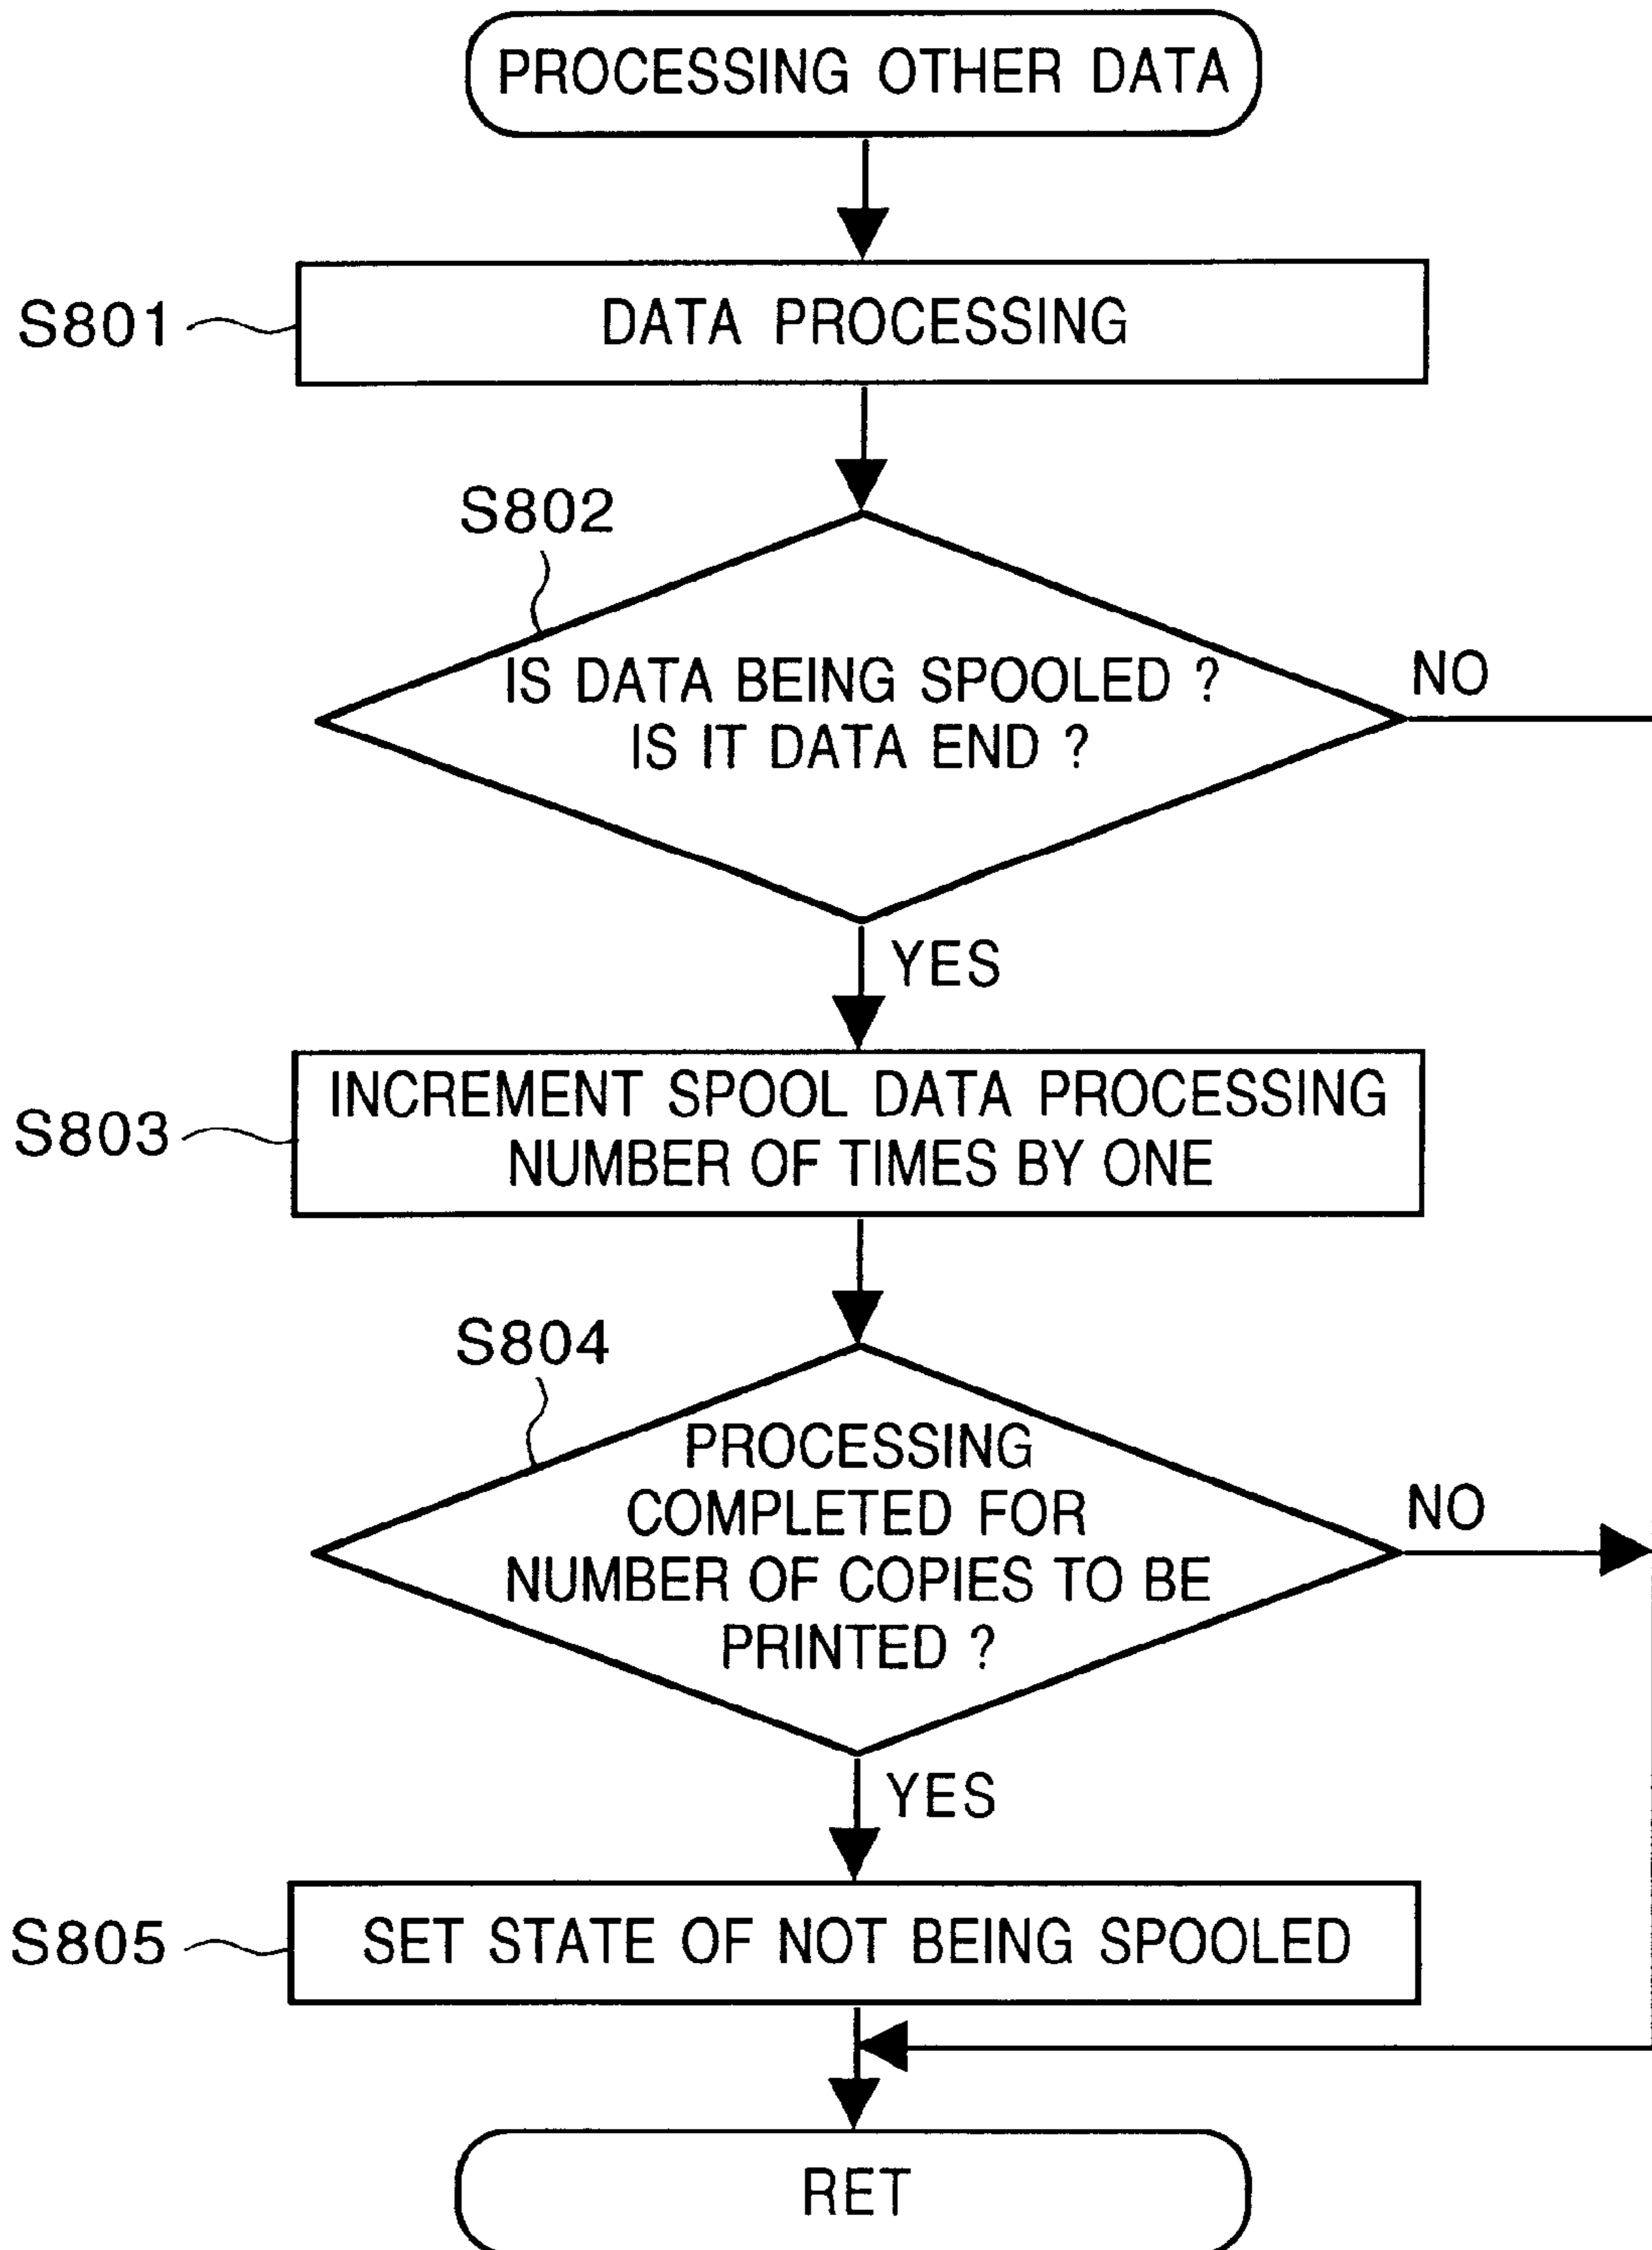 PROCESSING OTHER DATA
S801
DATA PROCESSING
S802
IS DATA BEING SPOOLED ?
IS IT DATA END ?
NO
YES
S803
INCREMENT SPOOL DATA PROCESSING
NUMBER OF TIMES BY ONE
S804
PROCESSING
COMPLETED FOR
NUMBER OF COPIES TO BE
PRINTED ?
NO
YES
S805
SET STATE OF NOT BEING SPOOLED
RET